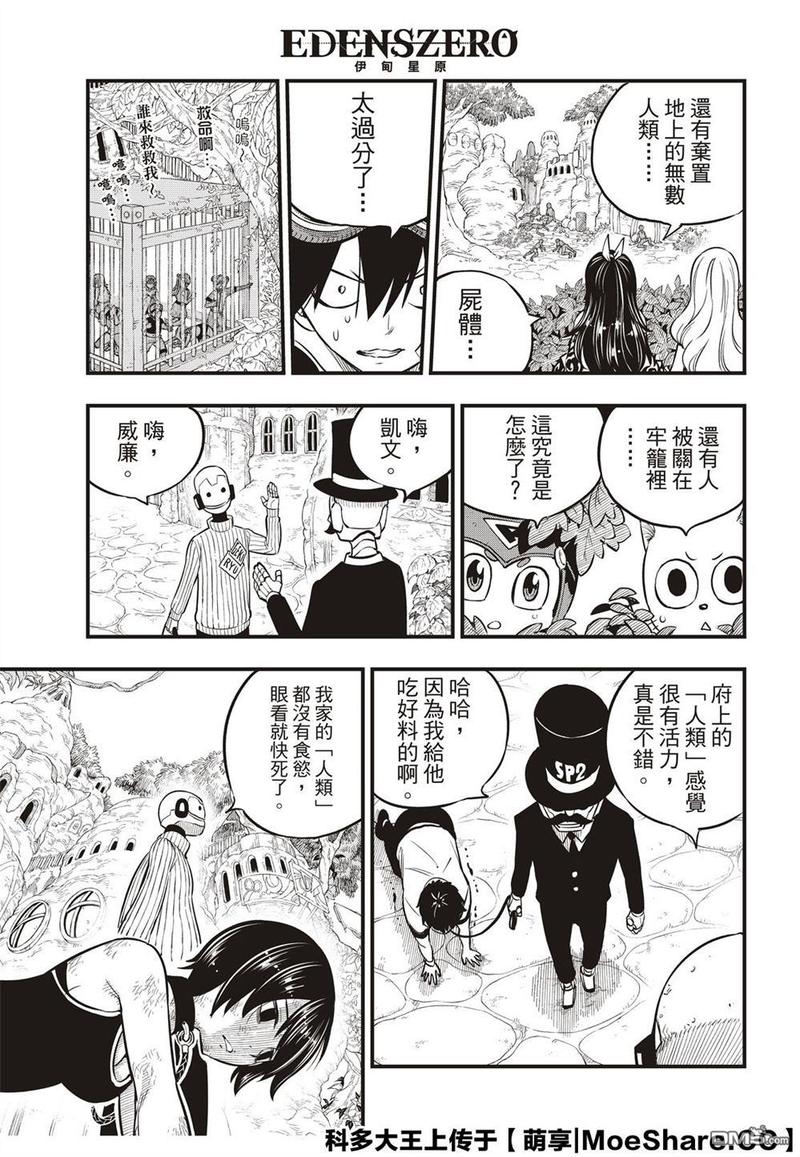 EDENSZERO
伊甸星原
還有棄置
地上的無數
人類⋯⋯
屍體⋯
太過分了⋯
嗚嗚～
救命啊⋯
誰來救救我～
噫嗚⋯
噫嗚⋯
還有人
被關在
牢籠裡
這究竟是
怎麼了？
嗨，
凱文。
嗨，
威廉。
GENG
RYU
府上的
「人類」感覺
很有活力，
真是不錯。
哈哈，
因為我給他
吃好料的啊。
SP2
我家的「人類」
都沒有食慾，
眼看就快死了。
科多大王上传于【萌享|MoeShare.CC】